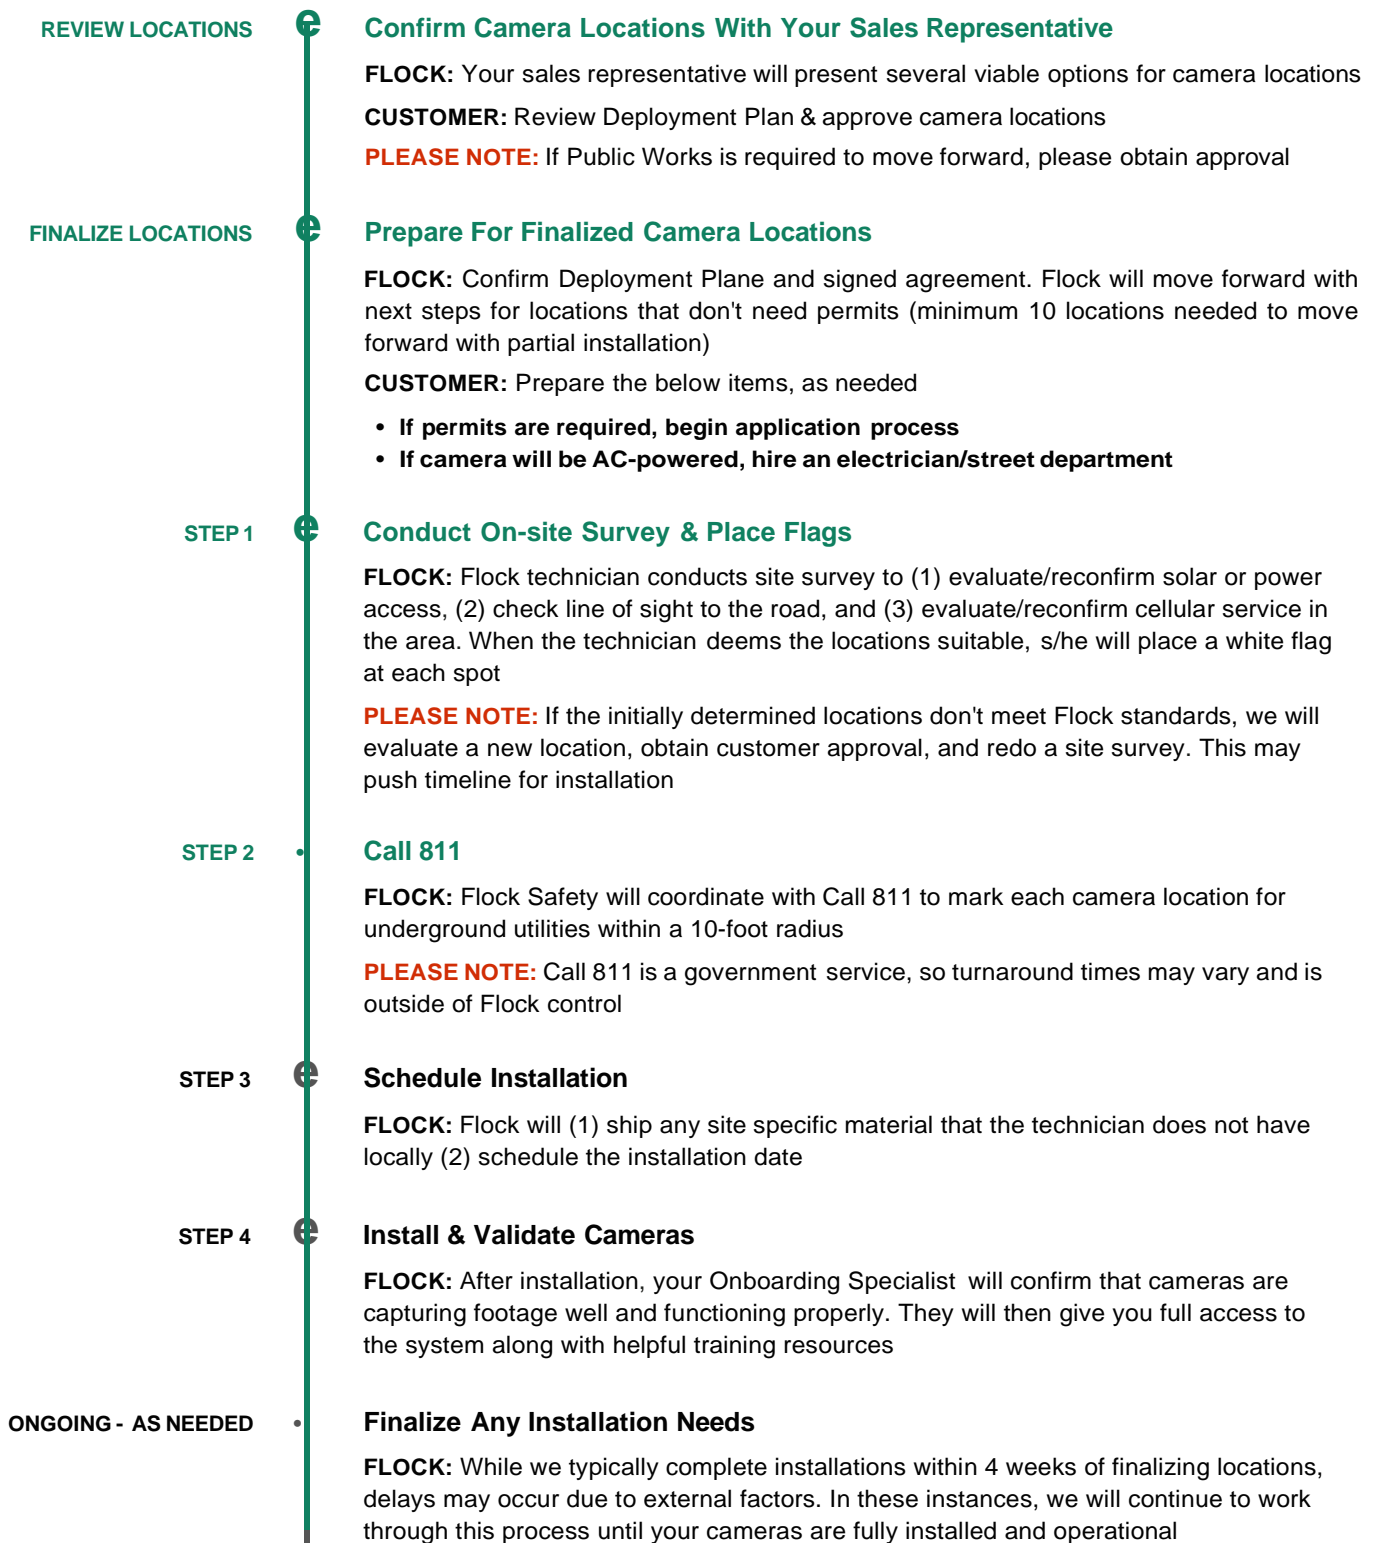 REVIEW LOCATIONS
Confirm Camera Locations With Your Sales Representative
FLOCK: Your sales representative will present several viable options for camera locations
CUSTOMER: Review Deployment Plan & approve camera locations
PLEASE NOTE: If Public Works is required to move forward, please obtain approval
FINALIZE LOCATIONS
Prepare For Finalized Camera Locations
FLOCK: Confirm Deployment Plane and signed agreement. Flock will move forward with
next steps for locations that don't need permits (minimum 10 locations needed to move
forward with partial installation)
CUSTOMER: Prepare the below items, as needed
• If permits are required, begin application process
• If camera will be AC-powered, hire an electrician/street department
STEP 1
Conduct On-site Survey & Place Flags
FLOCK: Flock technician conducts site survey to (1) evaluate/reconfirm solar or power
access, (2) check line of sight to the road, and (3) evaluate/reconfirm cellular service in
the area. When the technician deems the locations suitable, s/he will place a white flag
at each spot
PLEASE NOTE: If the initially determined locations don't meet Flock standards, we will
evaluate a new location, obtain customer approval, and redo a site survey. This may
push timeline for installation
STEP 2
Call 811
FLOCK: Flock Safety will coordinate with Call 811 to mark each camera location for
underground utilities within a 10-foot radius
PLEASE NOTE: Call 811 is a government service, so turnaround times may vary and is
outside of Flock control
STEP 3
Schedule Installation
FLOCK: Flock will (1) ship any site specific material that the technician does not have
locally (2) schedule the installation date
STEP 4
Install & Validate Cameras
FLOCK: After installation, your Onboarding Specialist will confirm that cameras are
capturing footage well and functioning properly. They will then give you full access to
the system along with helpful training resources
ONGOING - AS NEEDED
Finalize Any Installation Needs
FLOCK: While we typically complete installations within 4 weeks of finalizing locations,
delays may occur due to external factors. In these instances, we will continue to work
through this process until your cameras are fully installed and operational